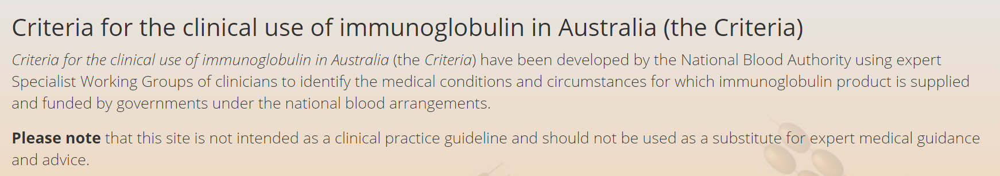 Criteria for the clinical use of immunoglobulin in Australia (the Criteria)
Criteria for the clinical use of immunoglobulin in Australia (the Criteria) have been developed by the National Blood Authority using expert
Specialist Working Groups of clinicians to identify the medical conditions and circumstances for which immunoglobulin product is supplied
and funded by governments under the national blood arrangements.
Please note that this site is not intended as a clinical practice guideline and should not be used as a substitute for expert medical guidance
and advice.